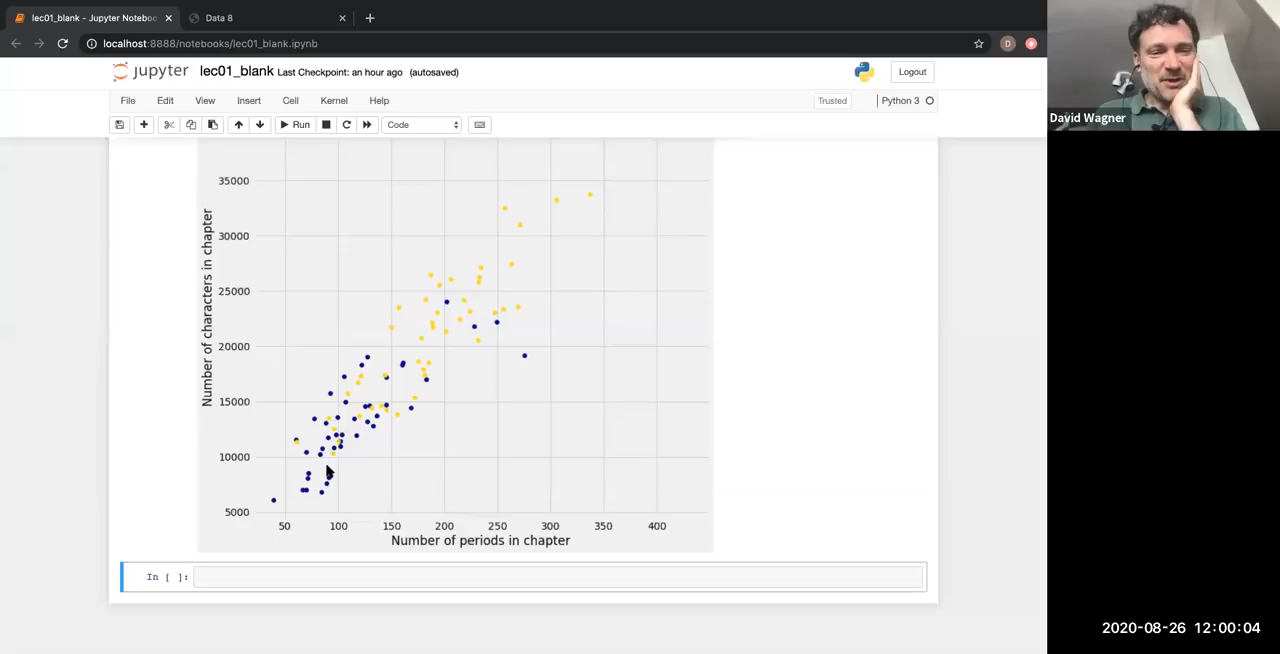 lec01_blank - Jupyter Noteboo
Data 8
localhost:8888/notebooks/lec01_blank.ipynb
D
jupyter lec01_blank Last Checkpoint: an hour ago (autosaved)
Logout
File Edit View Insert Cell Kernel Help
Trusted
Python 3
Run
Code
David Wagner
35000
30000
25000
20000
15000
10000
5000
Number of characters in chapter
50 100 150 200 250 300 350 400
Number of periods in chapter
In [ ]:
2020-08-26 12:00:04